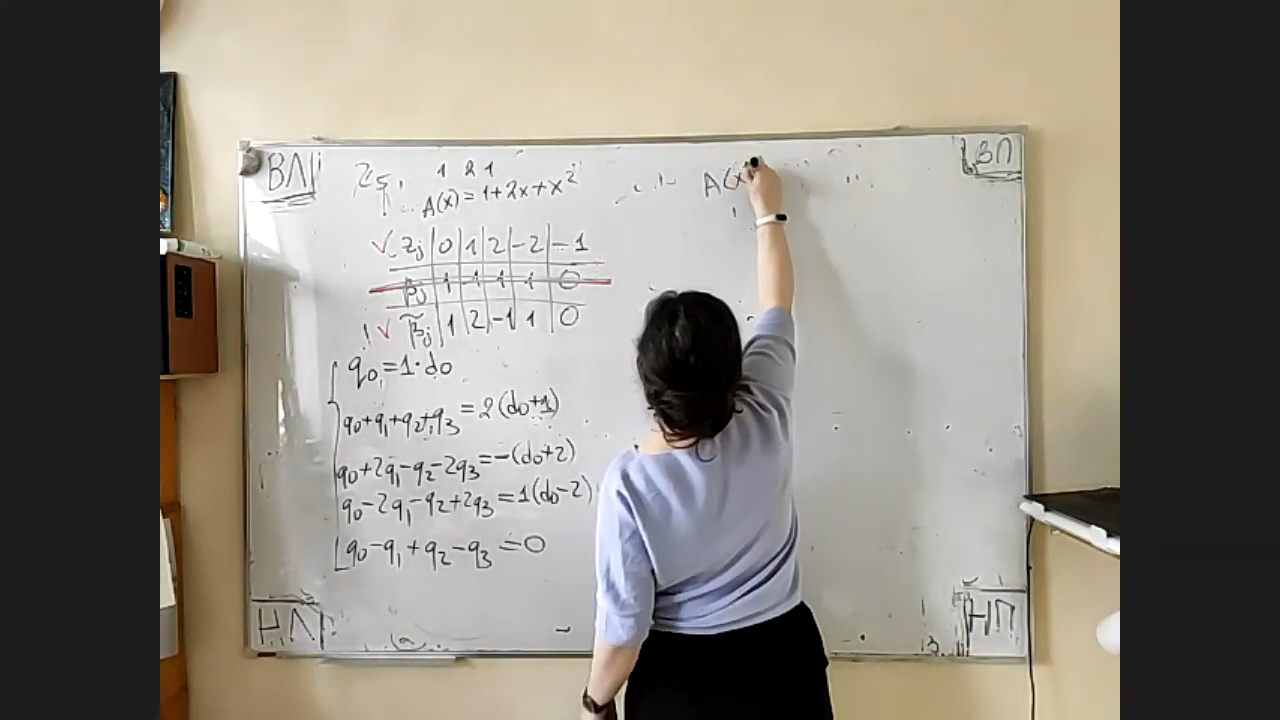 ВЛ
ℤ₅,
1 2 1
A(x) = 1+2x+x²
✓ zⱼ | 0 | 1 | 2 | -2 | -1
βⱼ | 1 | -1 | -1 | 1 | 0
! ✓ β̃ⱼ | 1 | 2 | -1 | 1 | 0
q₀ = 1·d₀
q₀+q₁+q₂+q₃ = 2(d₀+1)
q₀+2q₁-q₂-2q₃ = -(d₀+2)
q₀-2q₁-q₂+2q₃ = 1(d₀-2)
q₀-q₁+q₂-q₃ = 0
НЛ
A(x
ВП
НП